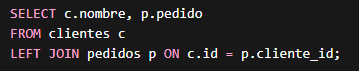 SELECT c.nombre, p.pedido
FROM clientes c
LEFT JOIN pedidos p ON c.id = p.cliente_id;